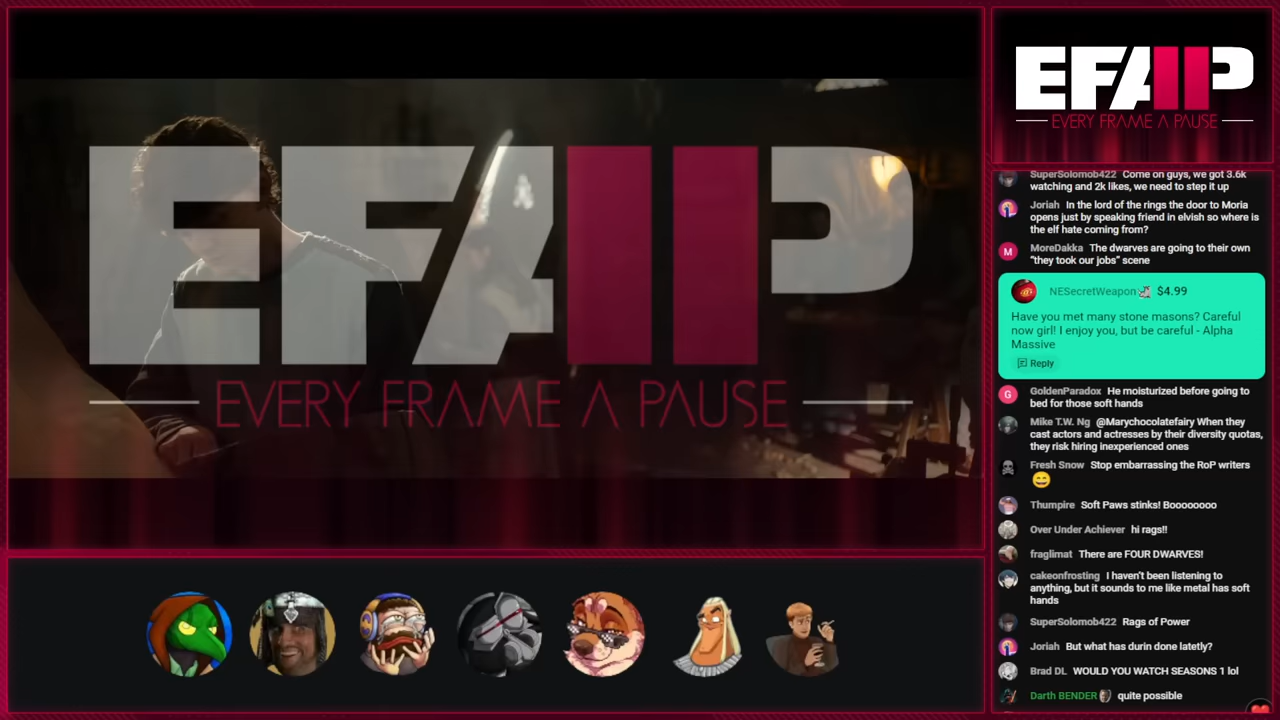 EFAP
EVERY FRAME A PAUSE
EFAP
EVERY FRAME A PAUSE
SuperSolomob422 Come on guys, we got 3.6k
watching and 2k likes, we need to step it up
Joriah In the lord of the rings the door to Moria
opens just by speaking friend in elvish so where is
the elf hate coming from?
M
MoreDakka The dwarves are going to their own
“they took our jobs” scene
NESecretWeapon $4.99
Have you met many stone masons? Careful
now girl! I enjoy you, but be careful - Alpha
Massive
Reply
G
GoldenParadox He moisturized before going to
bed for those soft hands
Mike T.W. Ng @Marychocolatefairy When they
cast actors and actresses by their diversity quotas,
they risk hiring inexperienced ones
Fresh Snow Stop embarrassing the RoP writers
😄
Thumpire Soft Paws stinks! Boooooooo
Over Under Achiever hi rags!!
fraglimat There are FOUR DWARVES!
cakeonfrosting I haven't been listening to
anything, but it sounds to me like metal has soft
hands
SuperSolomob422 Rags of Power
Joriah But what has durin done latetly?
Brad DL WOULD YOU WATCH SEASONS 1 lol
Darth BENDER quite possible